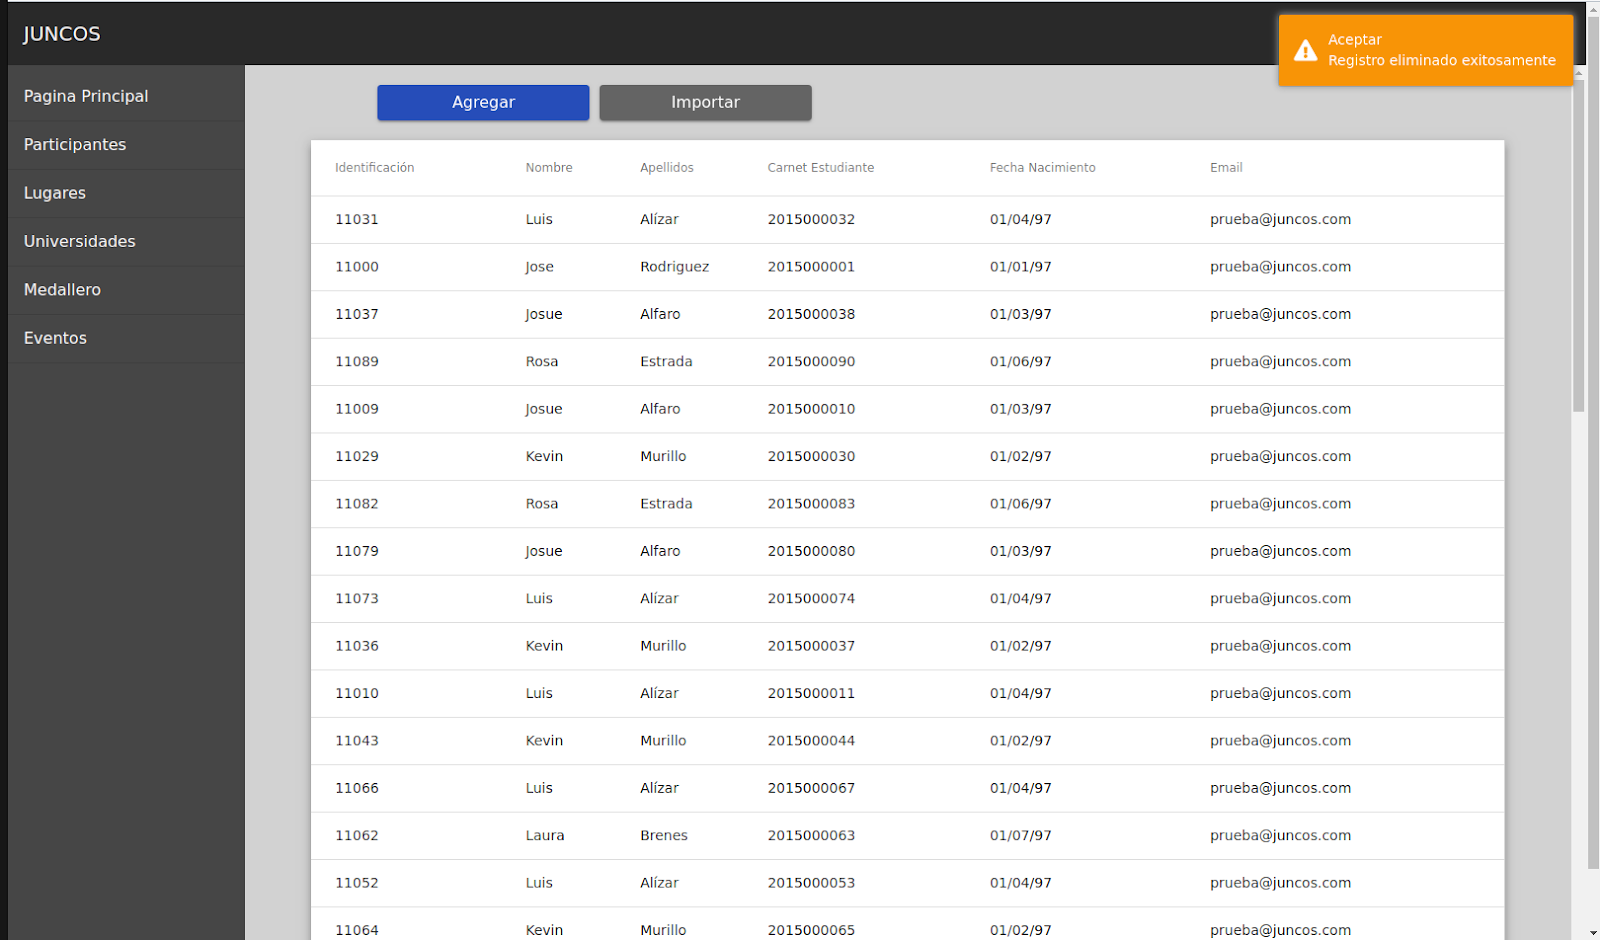 JUNCOS
Aceptar
Registro eliminado exitosamente
Pagina Principal
Participantes
Lugares
Universidades
Medallero
Eventos
Agregar Importar
Identificación Nombre Apellidos Carnet Estudiante Fecha Nacimiento Email
11031 Luis Alízar 2015000032 01/04/97 prueba@juncos.com
11000 Jose Rodriguez 2015000001 01/01/97 prueba@juncos.com
11037 Josue Alfaro 2015000038 01/03/97 prueba@juncos.com
11089 Rosa Estrada 2015000090 01/06/97 prueba@juncos.com
11009 Josue Alfaro 2015000010 01/03/97 prueba@juncos.com
11029 Kevin Murillo 2015000030 01/02/97 prueba@juncos.com
11082 Rosa Estrada 2015000083 01/06/97 prueba@juncos.com
11079 Josue Alfaro 2015000080 01/03/97 prueba@juncos.com
11073 Luis Alízar 2015000074 01/04/97 prueba@juncos.com
11036 Kevin Murillo 2015000037 01/02/97 prueba@juncos.com
11010 Luis Alízar 2015000011 01/04/97 prueba@juncos.com
11043 Kevin Murillo 2015000044 01/02/97 prueba@juncos.com
11066 Luis Alízar 2015000067 01/04/97 prueba@juncos.com
11062 Laura Brenes 2015000063 01/07/97 prueba@juncos.com
11052 Luis Alízar 2015000053 01/04/97 prueba@juncos.com
11064 Kevin Murillo 2015000065 01/02/97 prueba@juncos.com